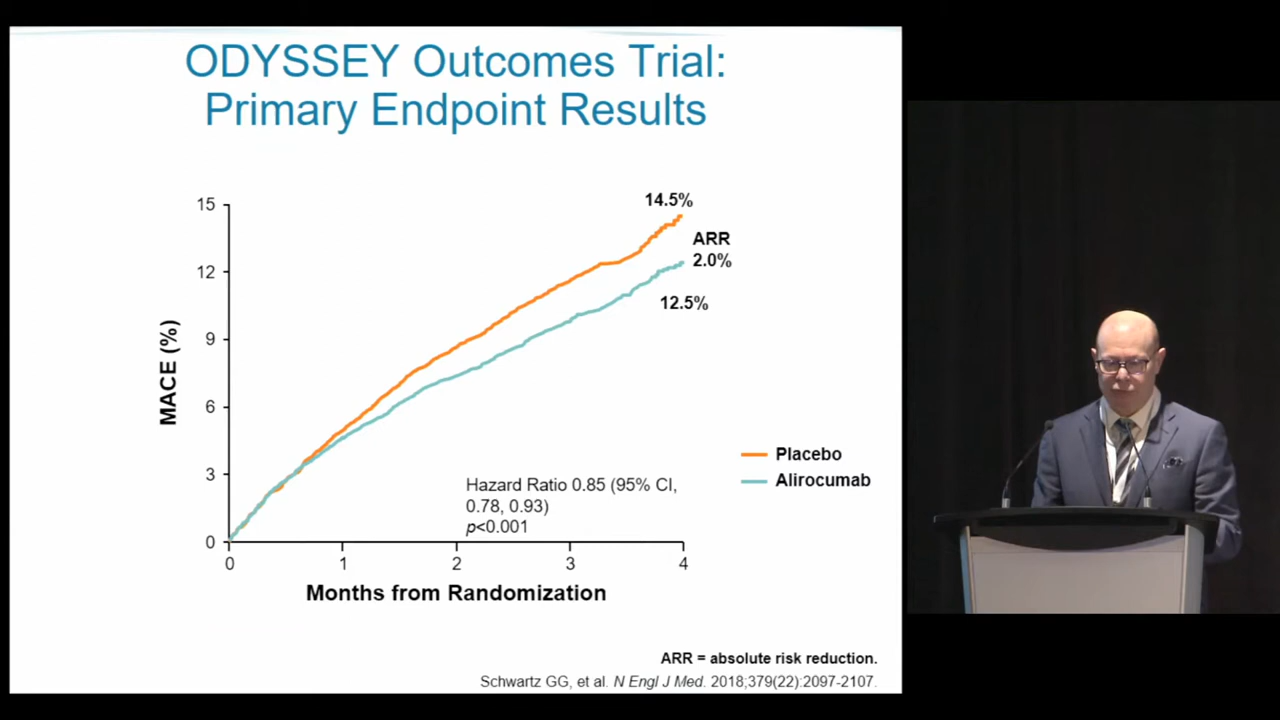 ODYSSEY Outcomes Trial:
Primary Endpoint Results
MACE (%)
15
12
9
6
3
0
14.5%
ARR
2.0%
12.5%
Placebo
Alirocumab
Hazard Ratio 0.85 (95% CI,
0.78, 0.93)
p<0.001
0 1 2 3 4
Months from Randomization
ARR = absolute risk reduction.
Schwartz GG, et al. N Engl J Med. 2018;379(22):2097-2107.